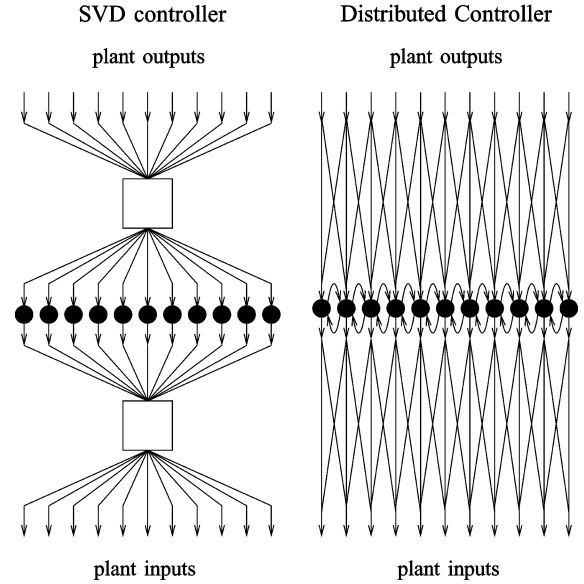 SVD controller
plant outputs
plant inputs
Distributed Controller
plant outputs
plant inputs